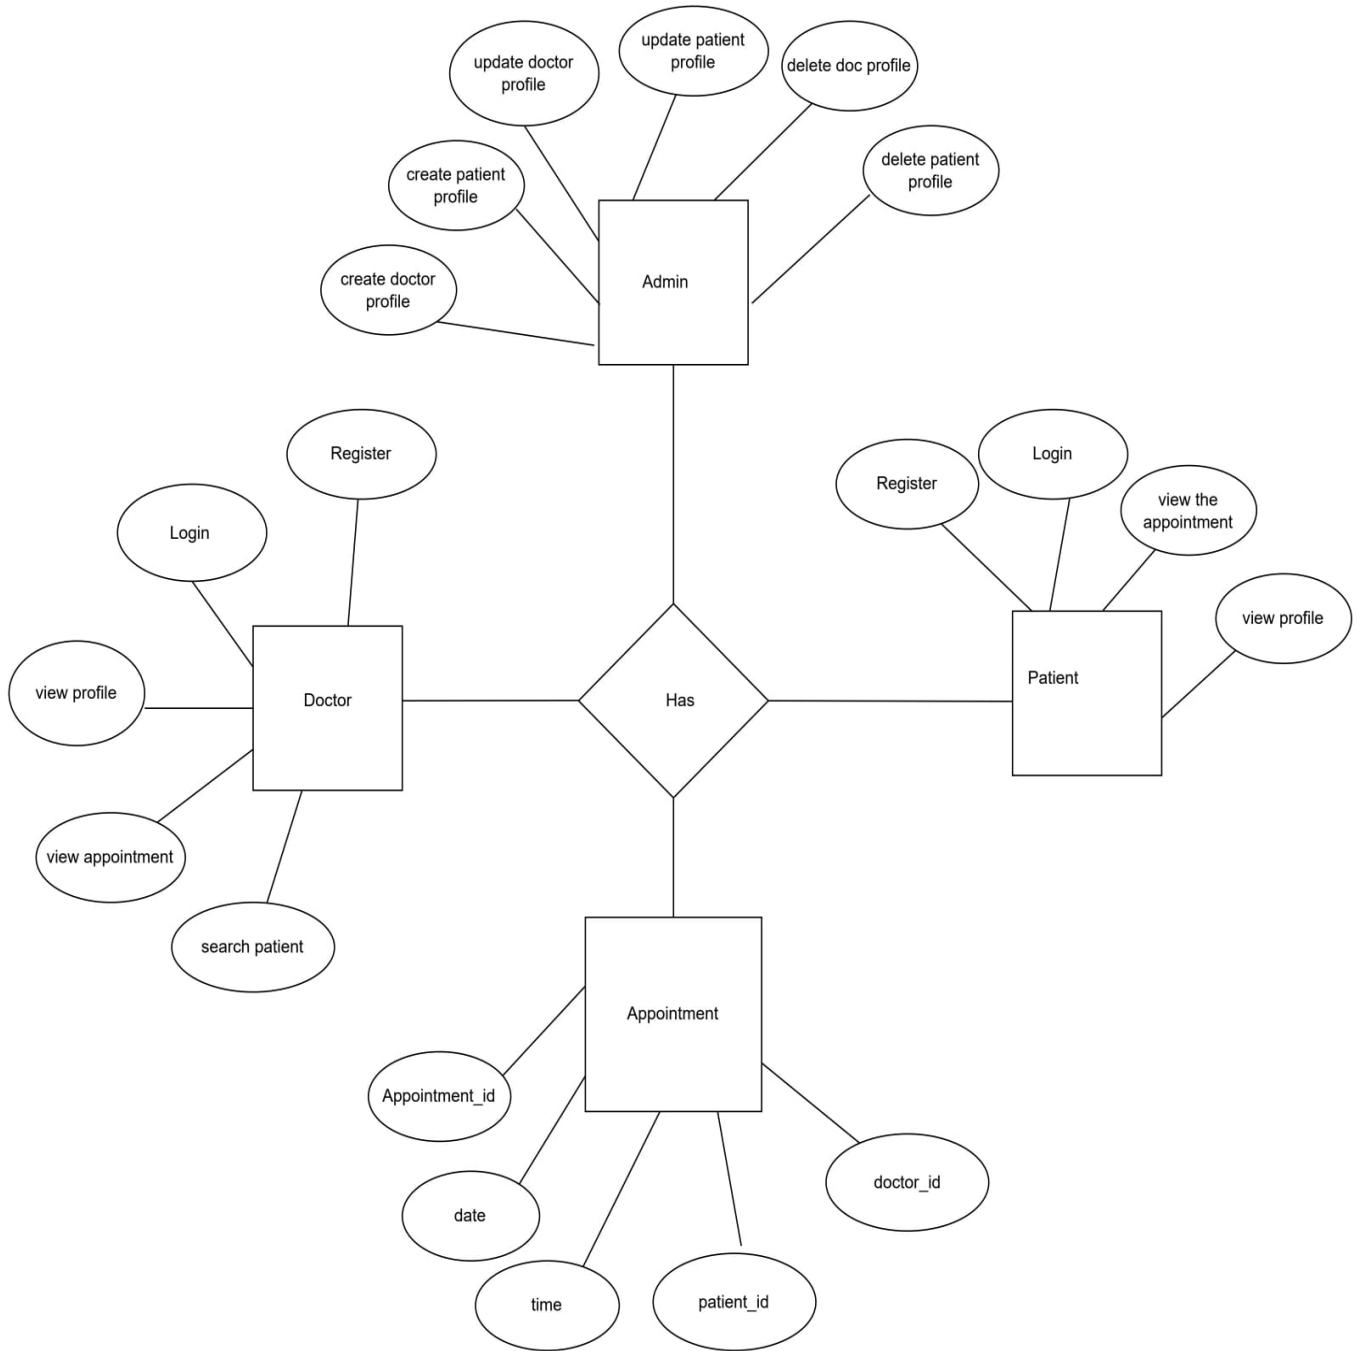 update doctor
profile
update patient
profile
delete doc profile
create patient
profile
delete patient
profile
create doctor
profile
Admin
Register
Login
Register
Login
view the
appointment
view profile
view profile
Doctor
Has
Patient
view appointment
search patient
Appointment
Appointment_id
date
time
patient_id
doctor_id